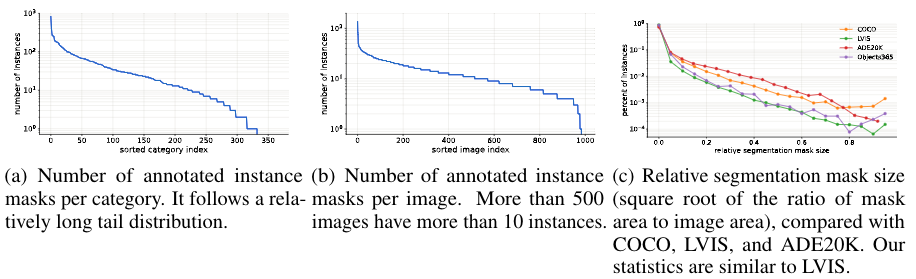 10³
10²
10¹
10⁰
number of instances
0 50 100 150 200 250 300 350
sorted category index
10³
10²
10¹
10⁰
number of instances
0 200 400 600 800 1000
sorted image index
10⁰
10⁻¹
10⁻²
10⁻³
10⁻⁴
percent of instances
COCO
LVIS
ADE20K
Objects365
0.0 0.2 0.4 0.6 0.8
relative segmentation mask size
(a) Number of annotated instance
masks per category. It follows a rela-
tively long tail distribution.
(b) Number of annotated instance
masks per image. More than 500
images have more than 10 instances.
(c) Relative segmentation mask size
(square root of the ratio of mask
area to image area), compared with
COCO, LVIS, and ADE20K. Our
statistics are similar to LVIS.